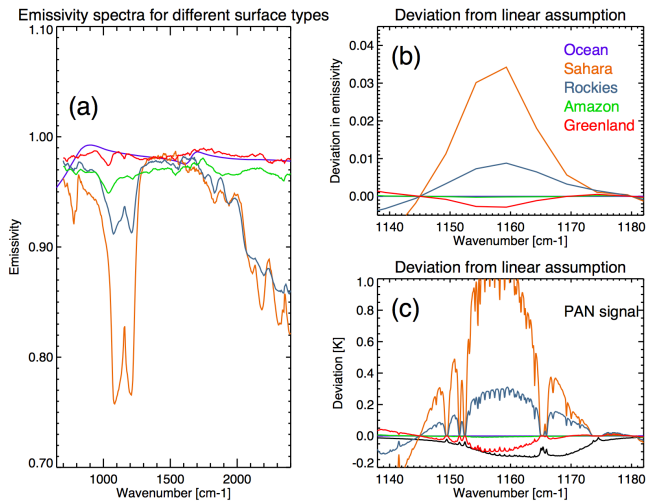 Emissivity spectra for different surface types
1.10
1.00
0.90
0.80
0.70
Emissivity
(a)
1000 1500 2000
Wavenumber [cm-1]
Deviation from linear assumption
(b)
Ocean
Sahara
Rockies
Amazon
Greenland
0.04
0.03
0.02
0.01
0.00
Deviation in emissivity
1140 1150 1160 1170 1180
Wavenumber [cm-1]
Deviation from linear assumption
(c)
PAN signal
1.0
0.8
0.6
0.4
0.2
0.0
-0.2
Deviation [K]
1140 1150 1160 1170 1180
Wavenumber [cm-1]